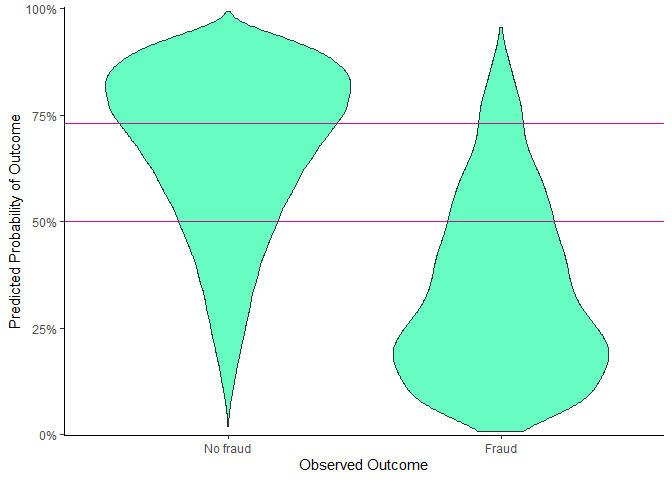 100%
75%
50%
25%
0%
Predicted Probability of Outcome
No fraud
Fraud
Observed Outcome